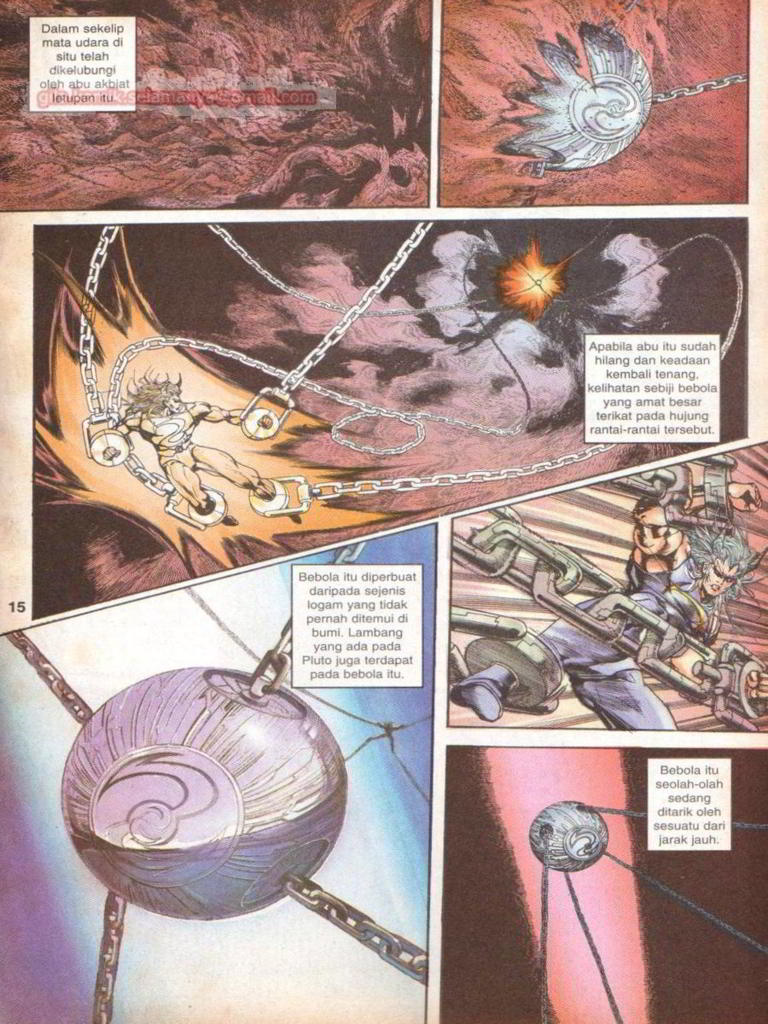 Dalam sekelip
mata udara di
situ telah
dikelubungi
oleh abu akbiat
letupan itu.
Apabila abu itu sudah
hilang dan keadaan
kembali tenang,
kelihatan sebiji bebola
yang amat besar
terikat pada hujung
rantai-rantai tersebut.
15
Bebola itu diperbuat
daripada sejenis
logam yang tidak
pernah ditemui di
bumi. Lambang
yang ada pada
Pluto juga terdapat
pada bebola itu.
Bebola itu
seolah-olah
sedang
ditarik oleh
sesuatu dari
jarak jauh.